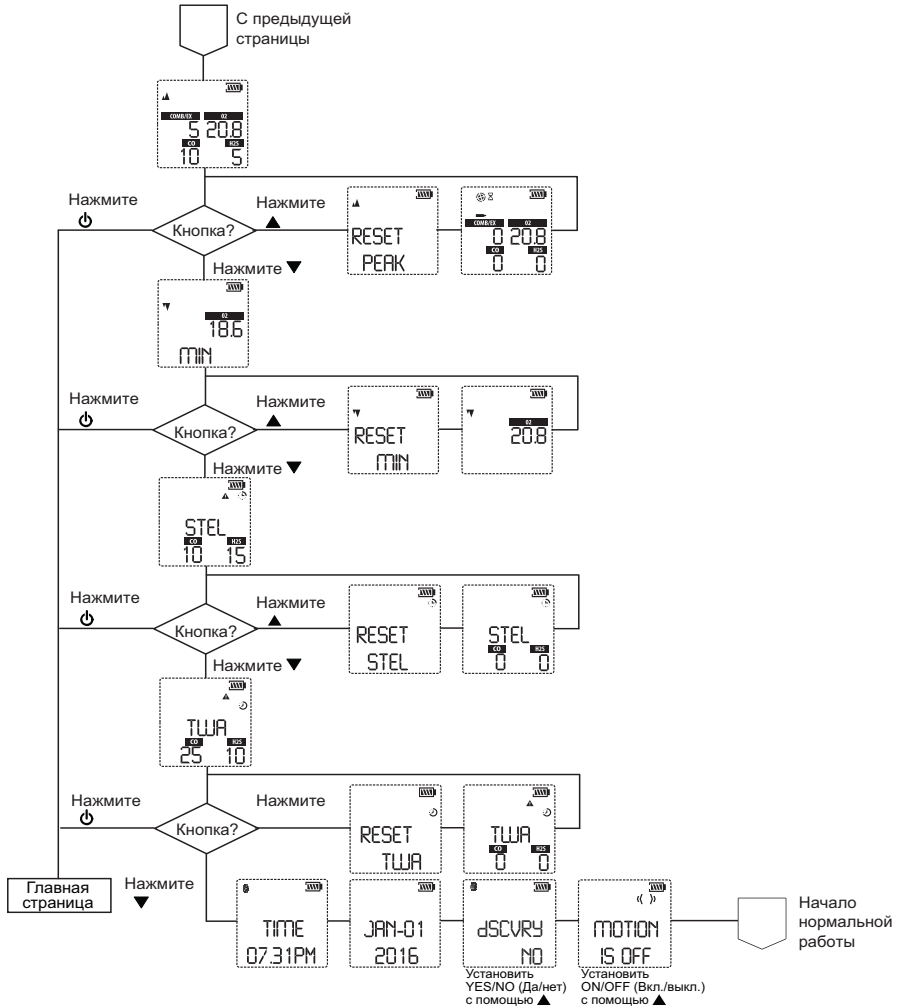 С предыдущей
страницы
COMB/EX O2
5 20.8
CO H2S
10 5
Нажмите
Кнопка?
Нажмите
▲
RESET
PEAK
COMB/EX O2
0 20.8
CO H2S
0 0
Нажмите ▼
O2
18.6
MIN
Нажмите
Кнопка?
Нажмите
▲
RESET
MIN
O2
20.8
Нажмите ▼
STEL
CO H2S
10 15
Нажмите
Кнопка?
Нажмите
▲
RESET
STEL
STEL
CO H2S
0 0
Нажмите ▼
TWA
CO H2S
25 10
Нажмите
Кнопка?
Нажмите
RESET
TWA
TWA
CO H2S
0 0
Главная
страница
Нажмите
▼
TIME
07.31PM
JAN-01
2016
dSCVRY
NO
Установить
YES/NO (Да/нет)
с помощью ▲
MOTION
IS OFF
Установить
ON/OFF (Вкл./выкл.)
с помощью ▲
Начало
нормальной
работы